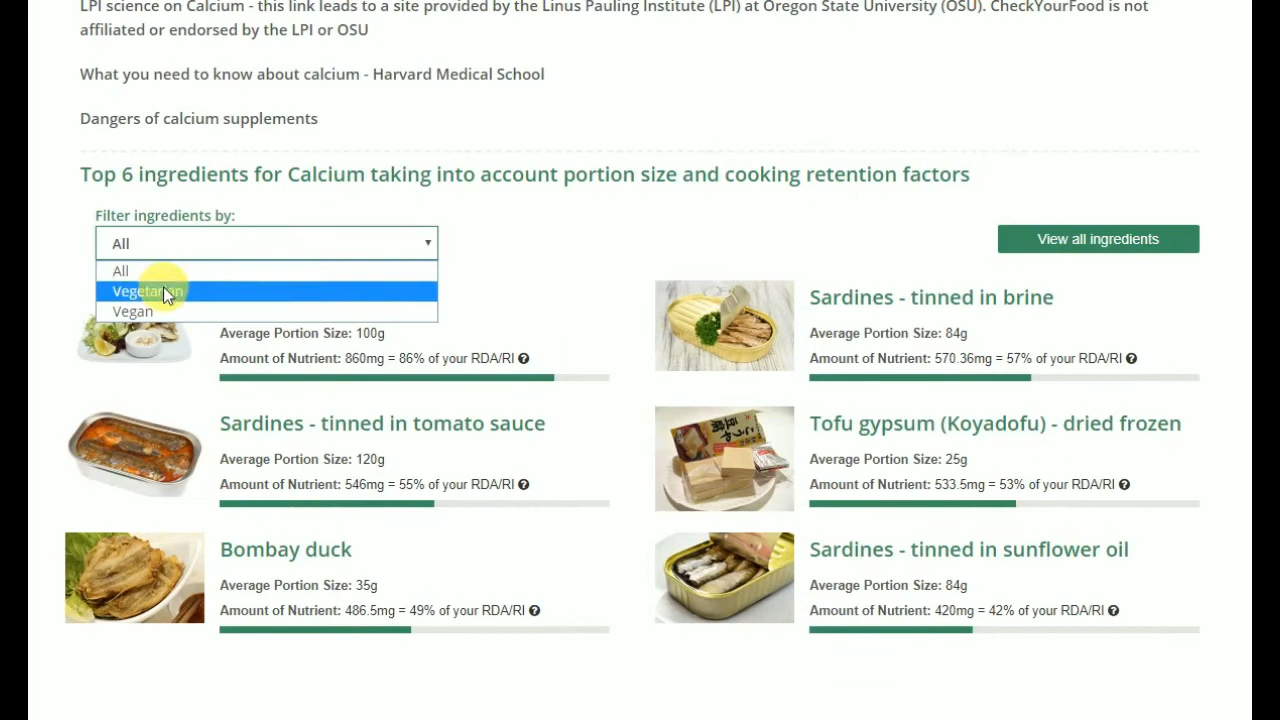 LPI science on Calcium - this link leads to a site provided by the Linus Pauling Institute (LPI) at Oregon State University (OSU). CheckYourFood is not
affiliated or endorsed by the LPI or OSU
What you need to know about calcium - Harvard Medical School
Dangers of calcium supplements
Top 6 ingredients for Calcium taking into account portion size and cooking retention factors
Filter ingredients by:
All
View all ingredients
All
Vegetarian
Vegan
Average Portion Size: 100g
Amount of Nutrient: 860mg = 86% of your RDA/RI
Sardines - tinned in brine
Average Portion Size: 84g
Amount of Nutrient: 570.36mg = 57% of your RDA/RI
Sardines - tinned in tomato sauce
Average Portion Size: 120g
Amount of Nutrient: 546mg = 55% of your RDA/RI
Tofu gypsum (Koyadofu) - dried frozen
Average Portion Size: 25g
Amount of Nutrient: 533.5mg = 53% of your RDA/RI
Bombay duck
Average Portion Size: 35g
Amount of Nutrient: 486.5mg = 49% of your RDA/RI
Sardines - tinned in sunflower oil
Average Portion Size: 84g
Amount of Nutrient: 420mg = 42% of your RDA/RI